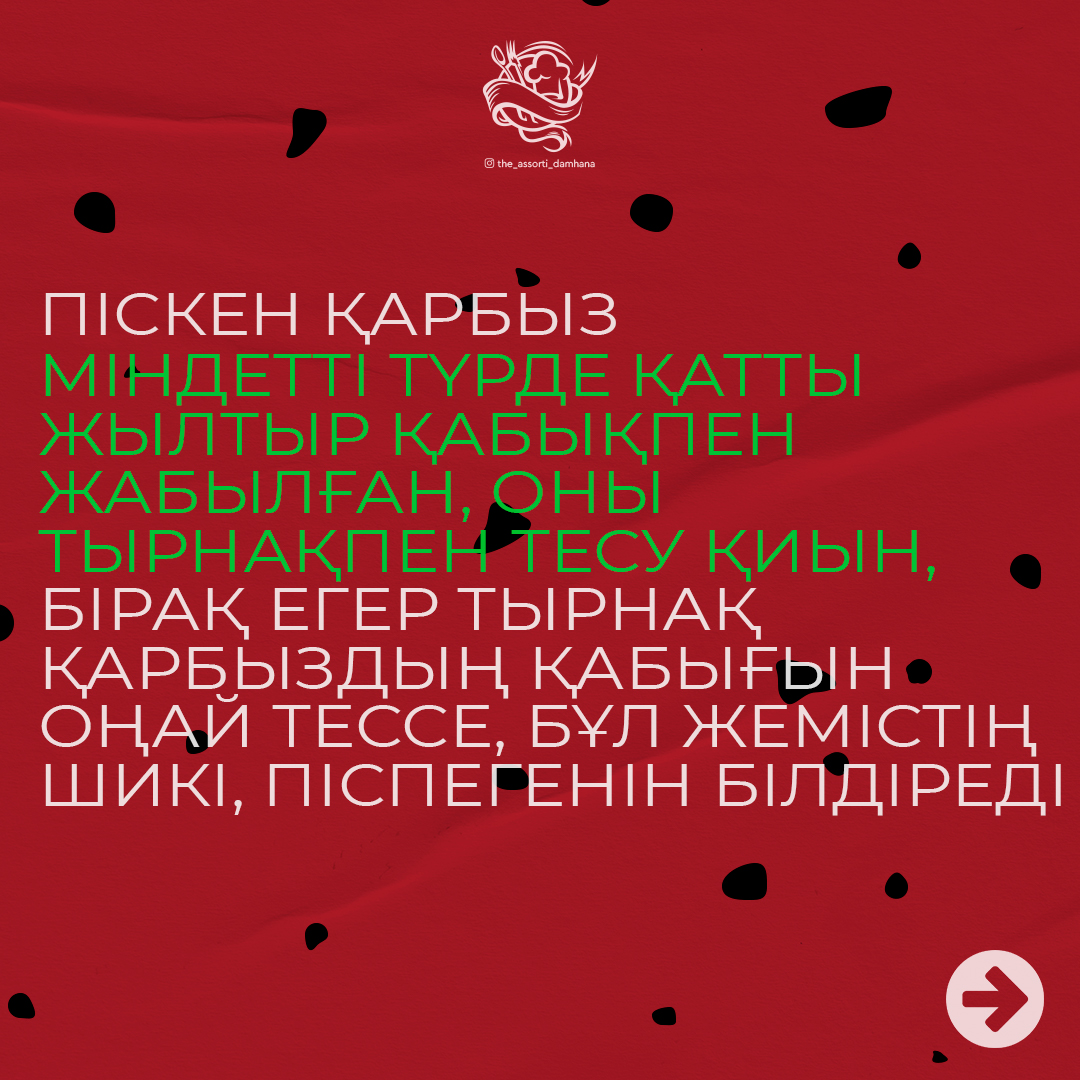 the_assorti_damhana
ПІСКЕН ҚАРБЫЗ
МІНДЕТТІ ТҮРДЕ ҚАТТЫ
ЖЫЛТЫР ҚАБЫҚПЕН
ЖАБЫЛҒАН, ОНЫ
ТЫРНАҚПЕН ТЕСУ ҚИЫН,
БІРАҚ ЕГЕР ТЫРНАҚ
ҚАРБЫЗДЫҢ ҚАБЫҒЫН
ОҢАЙ ТЕССЕ, БҰЛ ЖЕМІСТІҢ
ШИКІ, ПІСПЕГЕНІН БІЛДІРЕДІ